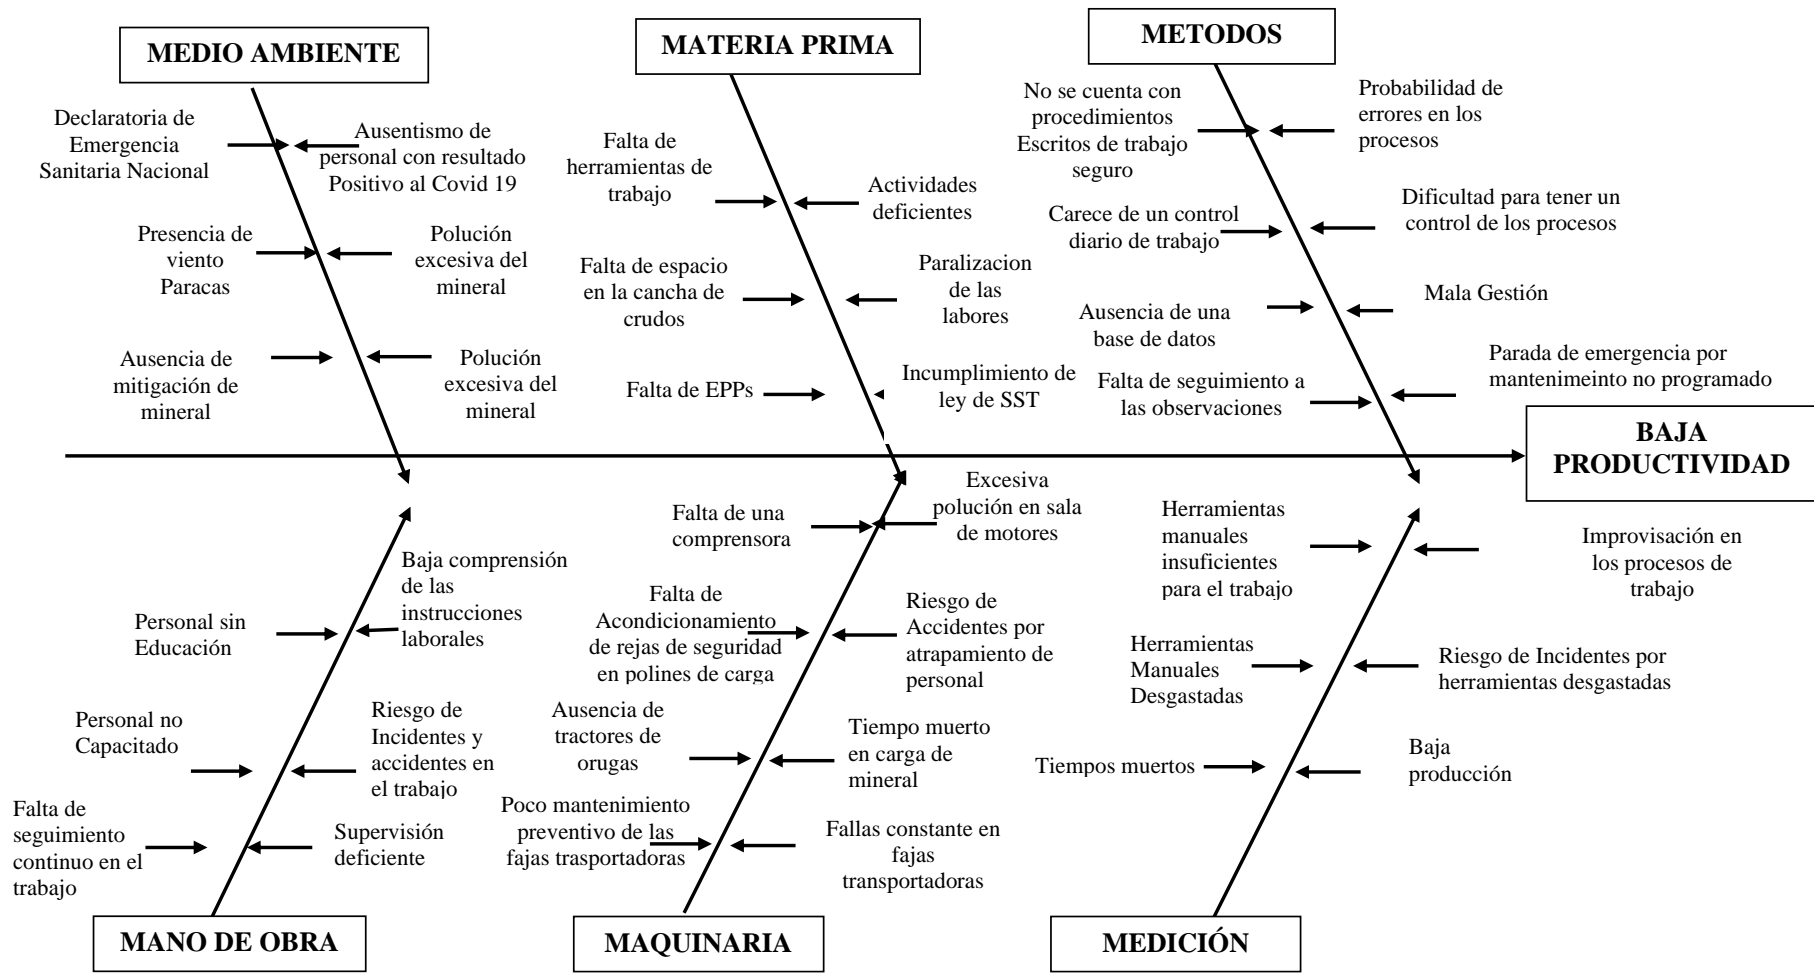 MEDIO AMBIENTE
MATERIA PRIMA
METODOS
Declaratoria de
Emergencia
Sanitaria Nacional
Ausentismo de
personal con resultado
Positivo al Covid 19
Presencia de
viento
Paracas
Polución
excesiva del
mineral
Ausencia de
mitigación de
mineral
Polución
excesiva del
mineral
Falta de
herramientas de
trabajo
Actividades
deficientes
Falta de espacio
en la cancha de
crudos
Paralizacion
de las
labores
Falta de EPPs
Incumplimiento de
ley de SST
No se cuenta con
procedimientos
Escritos de trabajo
seguro
Probabilidad de
errores en los
procesos
Carece de un control
diario de trabajo
Dificultad para tener un
control de los procesos
Ausencia de una
base de datos
Mala Gestión
Falta de seguimiento a
las observaciones
Parada de emergencia por
mantenimeinto no programado
BAJA
PRODUCTIVIDAD
Personal sin
Educación
Baja comprensión
de las
instrucciones
laborales
Personal no
Capacitado
Riesgo de
Incidentes y
accidentes en
el trabajo
Falta de
seguimiento
continuo en el
trabajo
Supervisión
deficiente
Falta de una
comprensora
Excesiva
polución en sala
de motores
Falta de
Acondicionamiento
de rejas de seguridad
en polines de carga
Riesgo de
Accidentes por
atrapamiento de
personal
Ausencia de
tractores de
orugas
Tiempo muerto
en carga de
mineral
Poco mantenimiento
preventivo de las
fajas trasportadoras
Fallas constante en
fajas
transportadoras
Herramientas
manuales
insuficientes
para el trabajo
Improvisación en
los procesos de
trabajo
Herramientas
Manuales
Desgastadas
Riesgo de Incidentes por
herramientas desgastadas
Tiempos muertos
Baja
producción
MANO DE OBRA
MAQUINARIA
MEDICIÓN